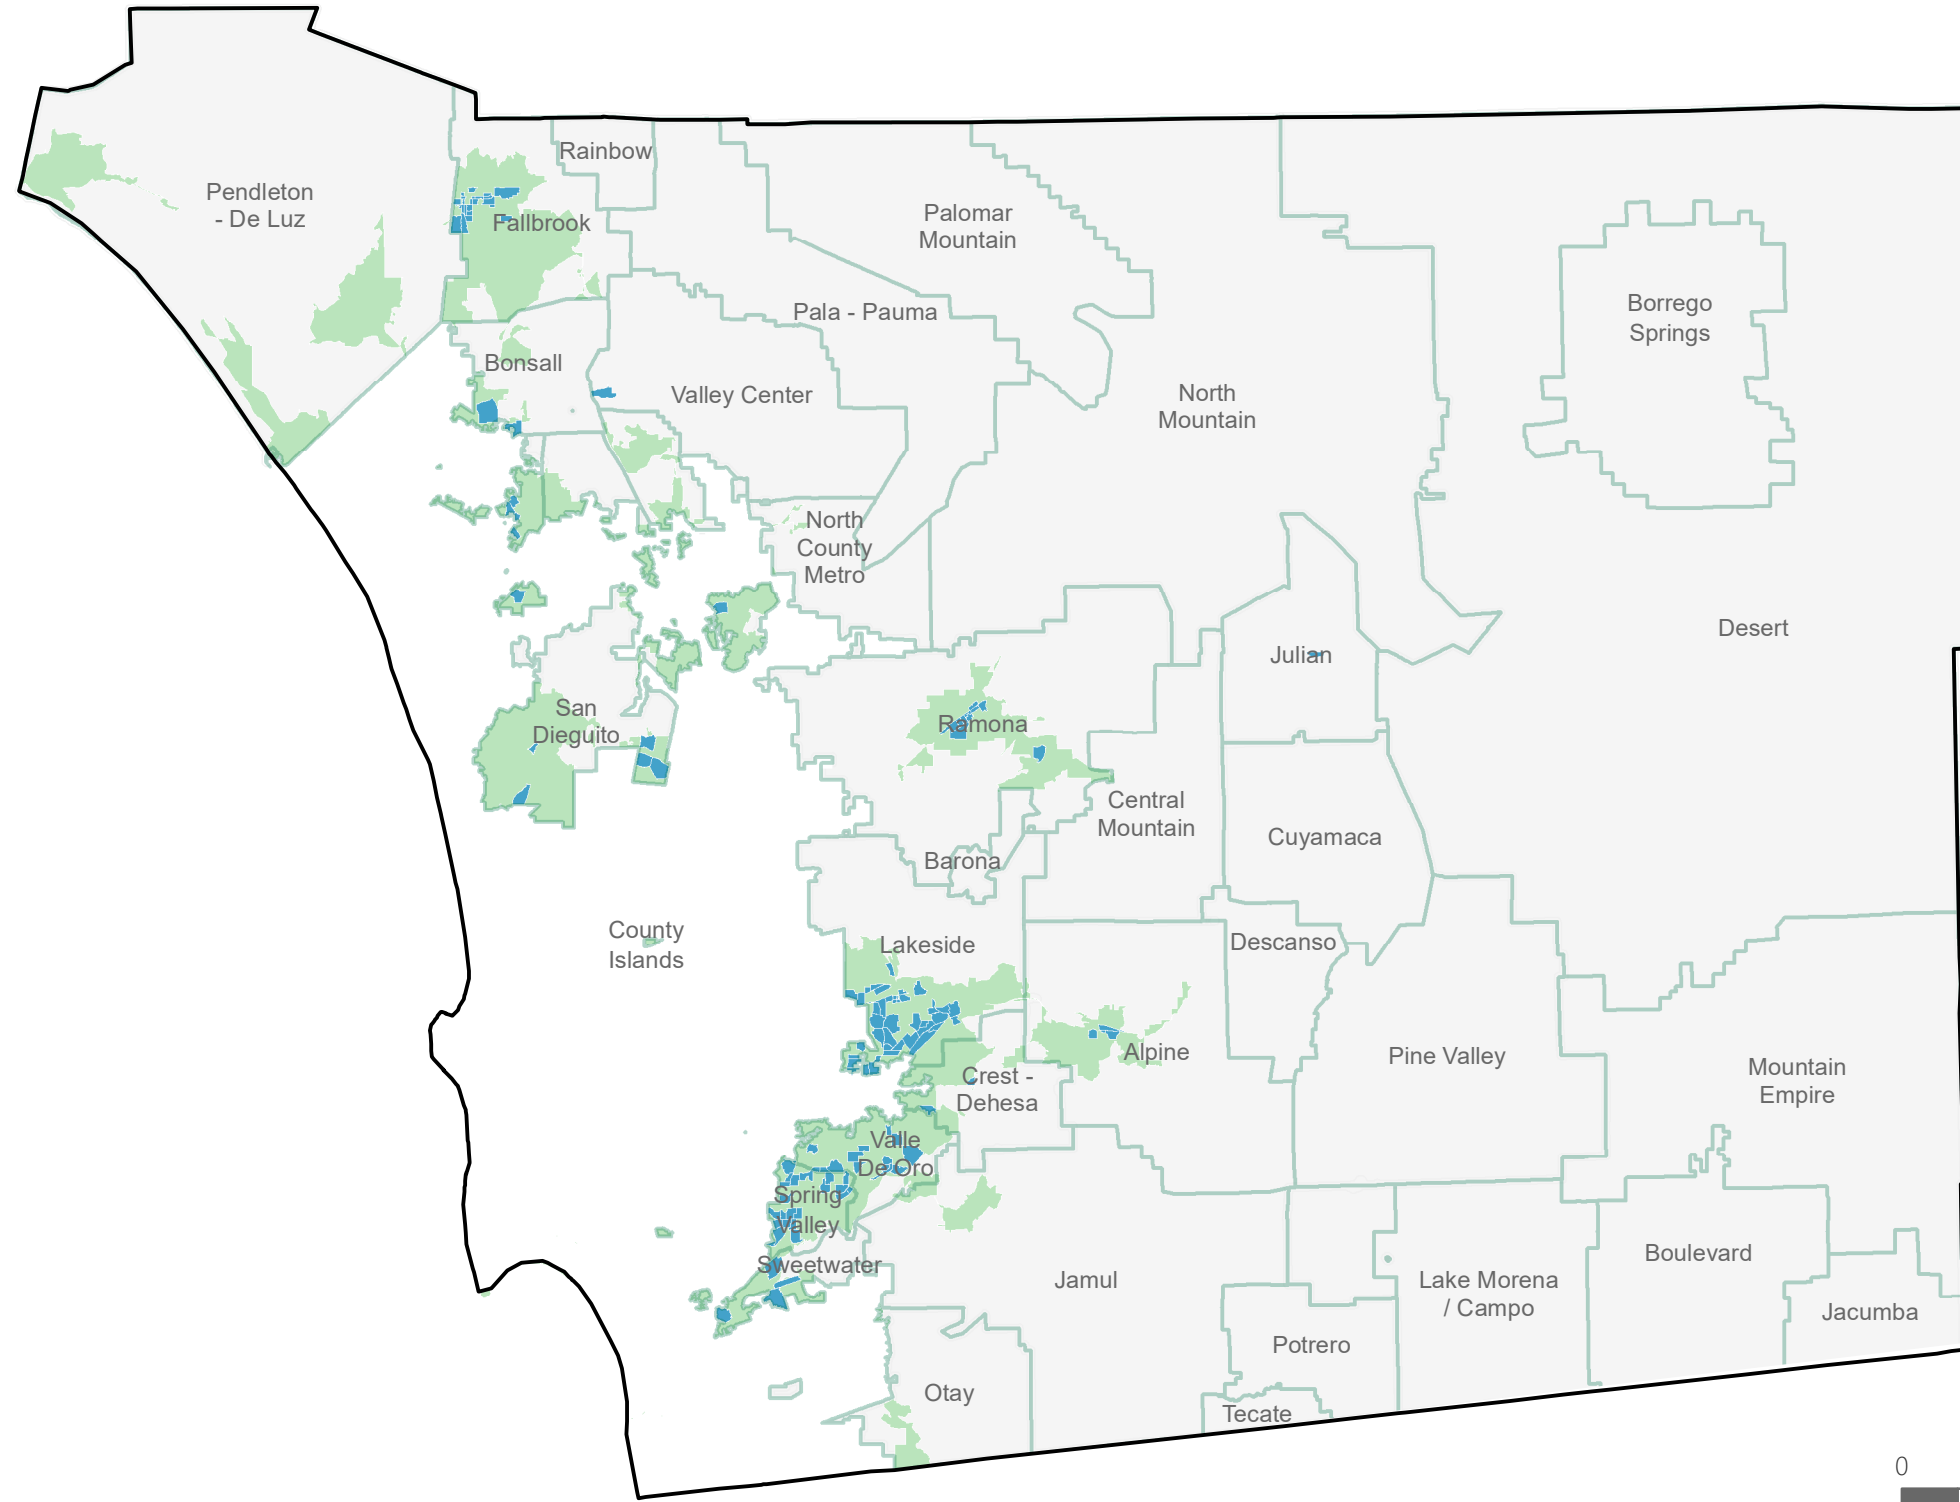 Rainbow
Pendleton
- De Luz
Fallbrook
Palomar
Mountain
Pala - Pauma
Borrego
Springs
Bonsall
Valley Center
North
Mountain
North
County
Metro
Desert
Julian
San
Dieguito
Ramona
Central
Mountain
Cuyamaca
Barona
County
Islands
Lakeside
Descanso
Alpine
Pine Valley
Crest -
Dehesa
Mountain
Empire
Valle
De Oro
Spring
Valley
Sweetwater
Jamul
Lake Morena
/ Campo
Boulevard
Jacumba
Potrero
Otay
Tecate
0